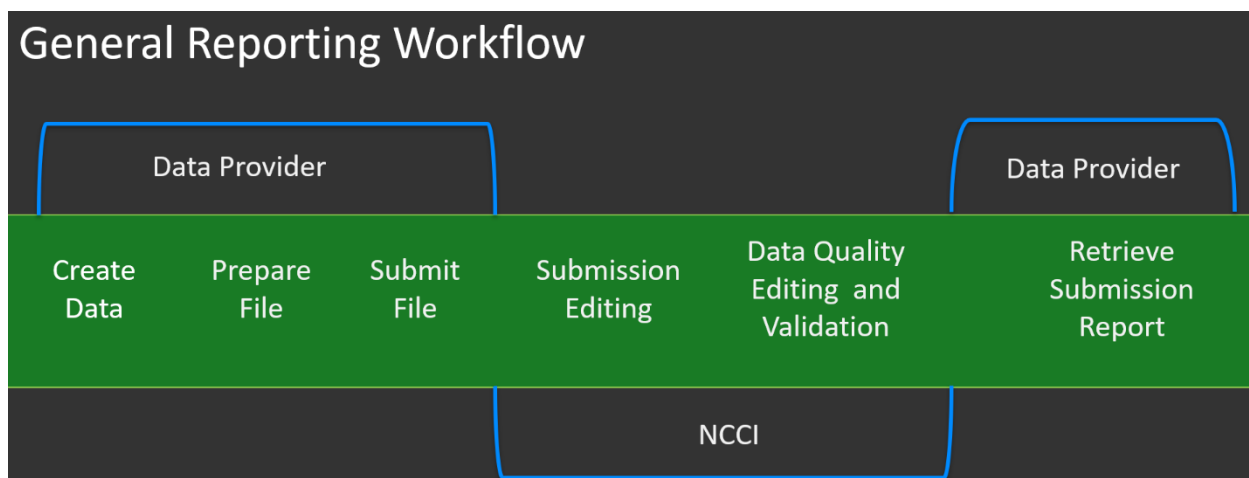 General Reporting Workflow
Data Provider
Data Provider
Create
Data
Prepare
File
Submit
File
Submission
Editing
Data Quality
Editing and
Validation
Retrieve
Submission
Report
NCCI